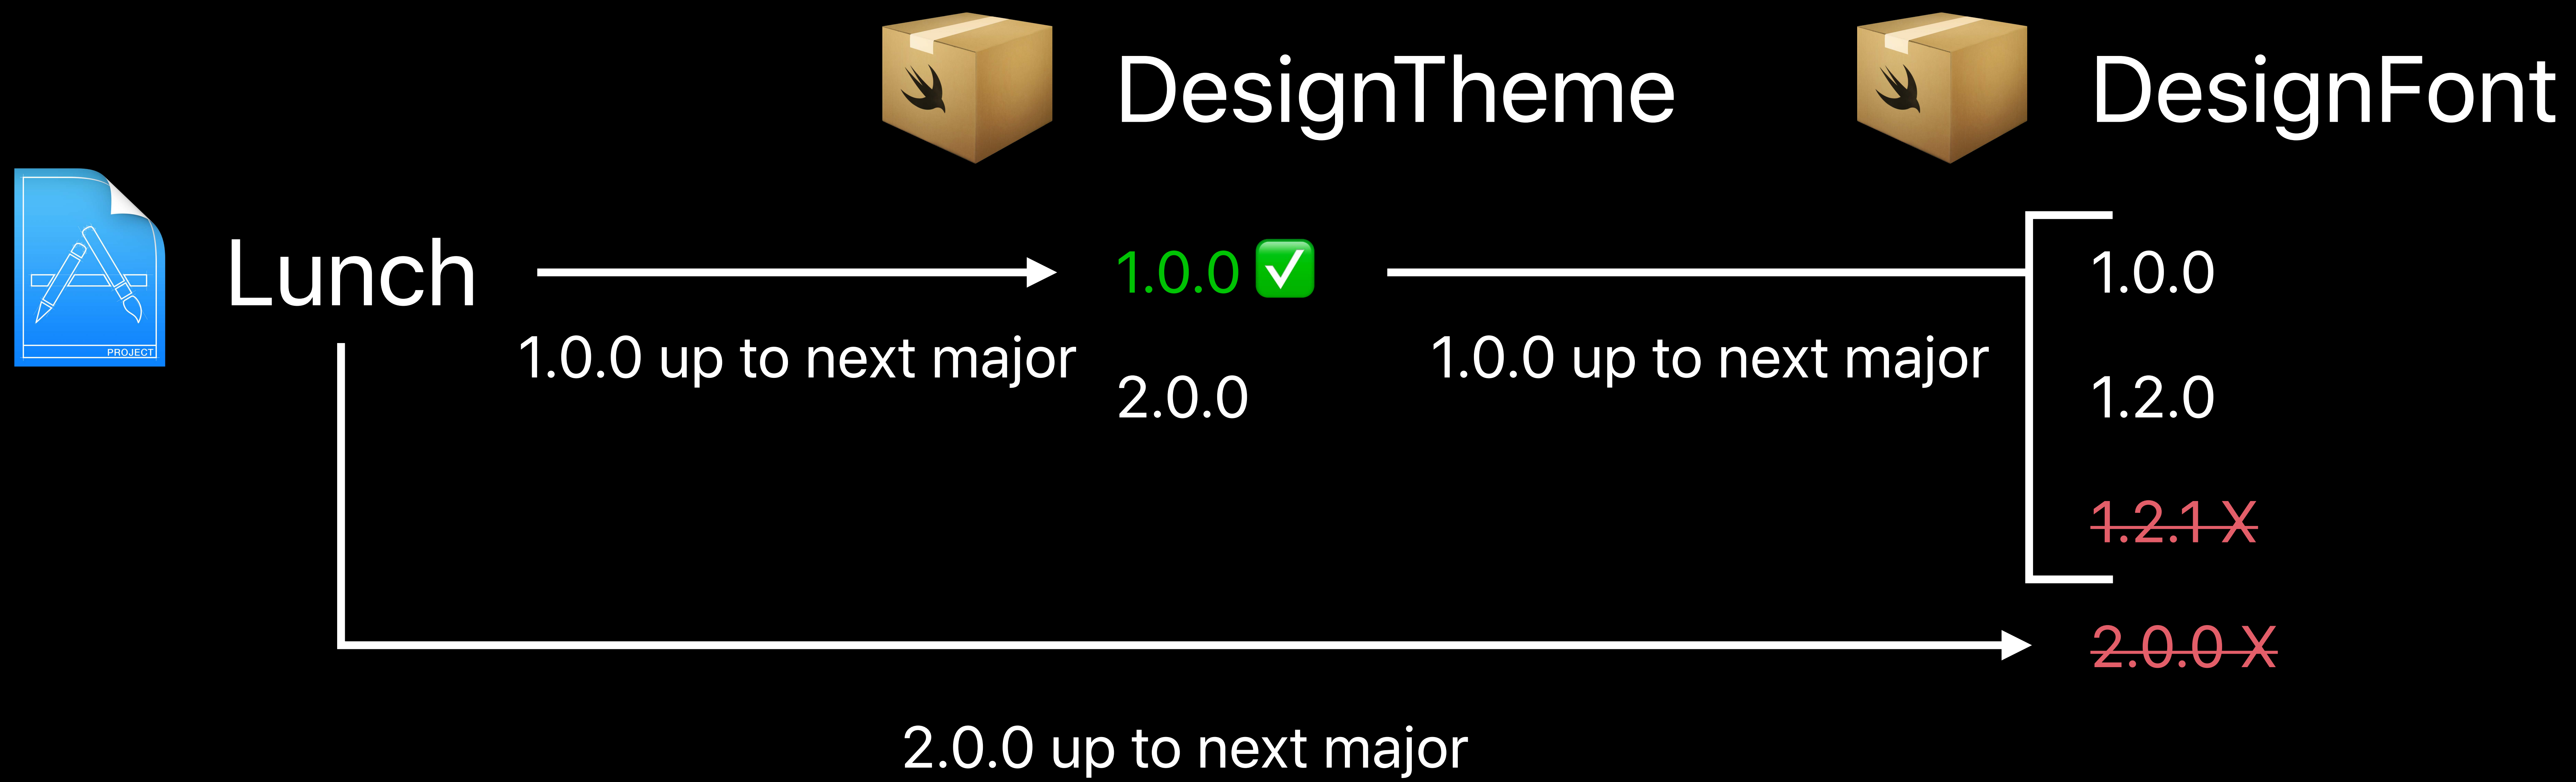 DesignTheme
DesignFont
PROJECT
Lunch
1.0.0 ✅
1.0.0
1.0.0 up to next major
1.0.0 up to next major
2.0.0
1.2.0
1.2.1 X
2.0.0 X
2.0.0 up to next major